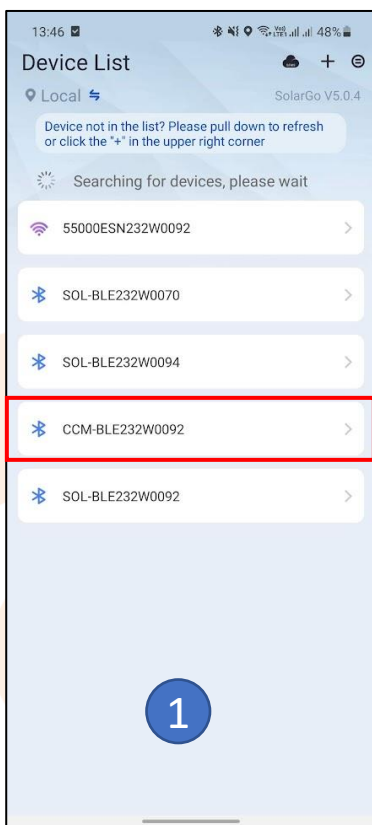 13:46 48%
Device List
Local SolarGo V5.0.4
Device not in the list? Please pull down to refresh
or click the "+" in the upper right corner
Searching for devices, please wait
55000ESN232W0092
SOL-BLE232W0070
SOL-BLE232W0094
CCM-BLE232W0092
SOL-BLE232W0092
1